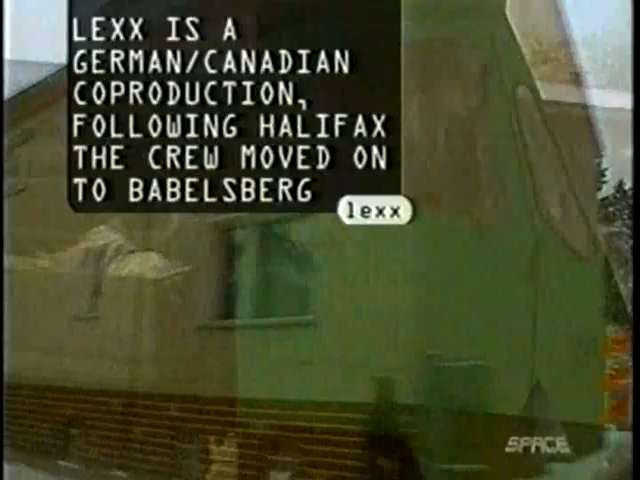 LEXX IS A
GERMAN/CANADIAN
COPRODUCTION,
FOLLOWING HALIFAX
THE CREW MOVED ON
TO BABELSBERG
lexx
SPACE